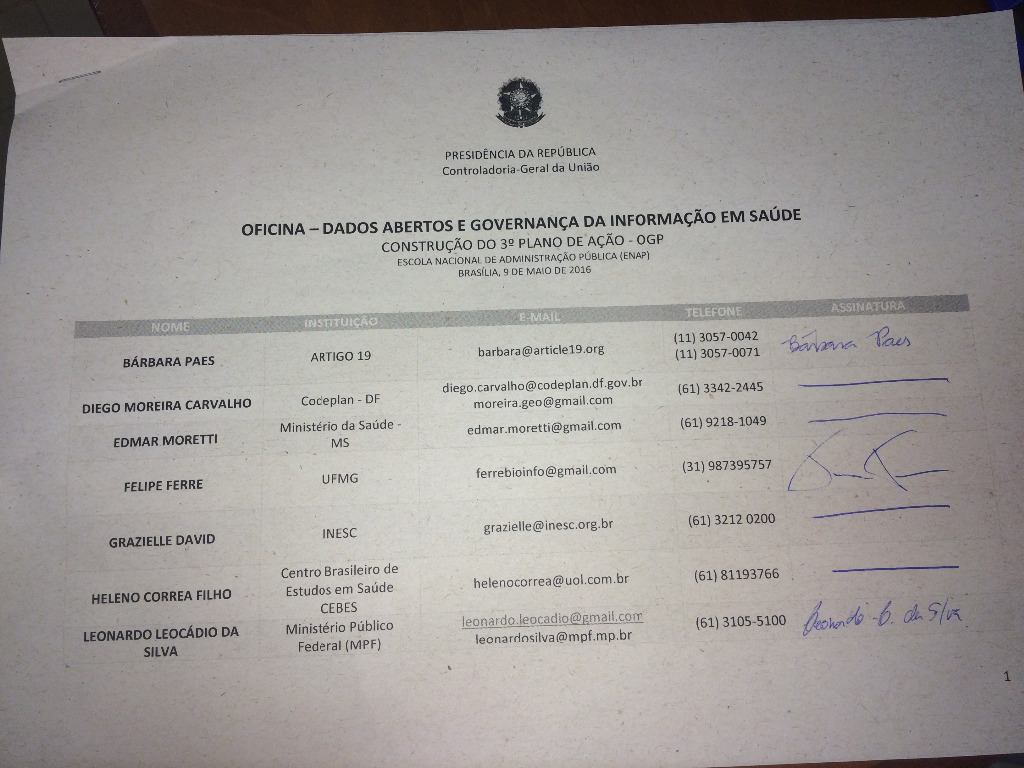 PRESIDÊNCIA DA REPÚBLICA
Controladoria-Geral da União
OFICINA – DADOS ABERTOS E GOVERNANÇA DA INFORMAÇÃO EM SAÚDE
CONSTRUÇÃO DO 3º PLANO DE AÇÃO - OGP
ESCOLA NACIONAL DE ADMINISTRAÇÃO PÚBLICA (ENAP)
BRASÍLIA, 9 DE MAIO DE 2016
NOME INSTITUIÇÃO E-MAIL TELEFONE ASSINATURA
BÁRBARA PAES ARTIGO 19 barbara@article19.org (11) 3057-0042
(11) 3057-0071 Bárbara Paes
DIEGO MOREIRA CARVALHO Codeplan - DF diego.carvalho@codeplan.df.gov.br (61) 3342-2445
moreira.geo@gmail.com
EDMAR MORETTI Ministério da Saúde - edmar.moretti@gmail.com (61) 9218-1049
MS
FELIPE FERRE UFMG ferrebioinfo@gmail.com (31) 987395757
GRAZIELLE DAVID INESC grazielle@inesc.org.br (61) 3212 0200
HELENO CORREA FILHO Centro Brasileiro de helenocorrea@uol.com.br (61) 81193766
Estudos em Saúde
CEBES
LEONARDO LEOCÁDIO DA Ministério Público leonardo.leocadio@gmail.com (61) 3105-5100 Leonardo L. da Silva
SILVA Federal (MPF) leonardosilva@mpf.mp.br
1